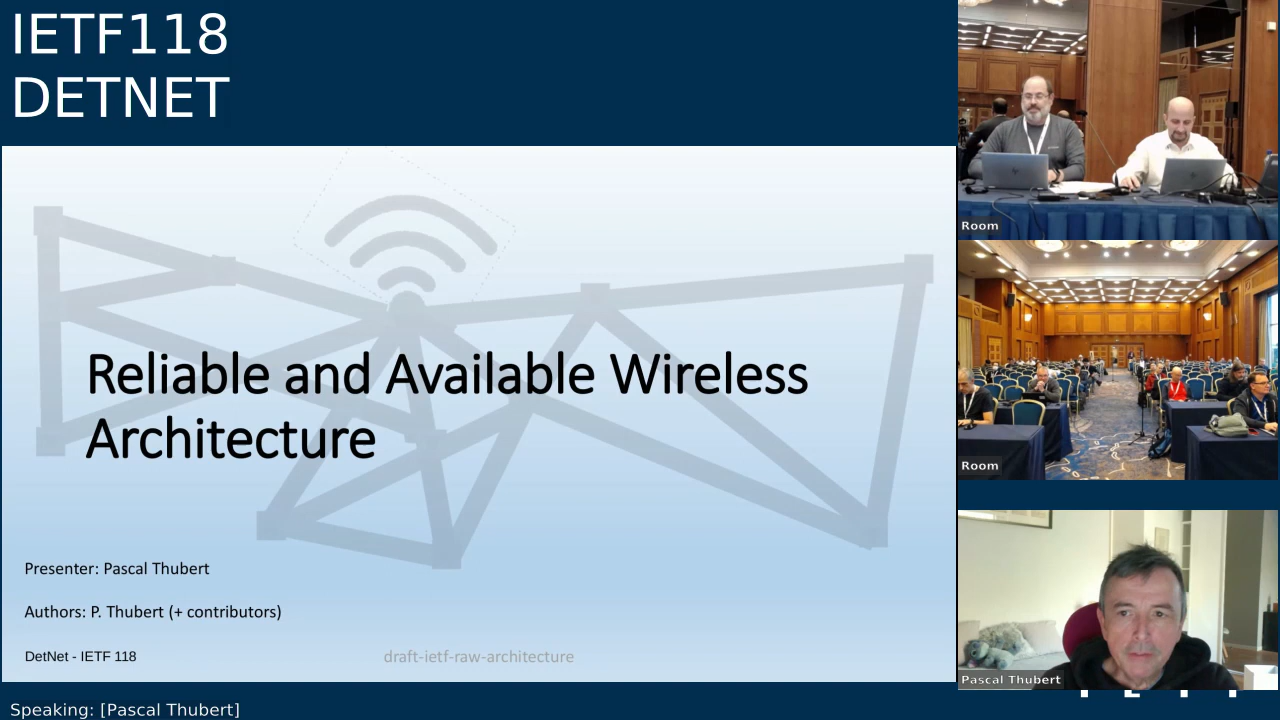 IETF118
DETNET
Reliable and Available Wireless
Architecture
Presenter: Pascal Thubert
Authors: P. Thubert (+ contributors)
DetNet - IETF 118
draft-ietf-raw-architecture
Speaking: [Pascal Thubert]
Room
Room
Pascal Thubert